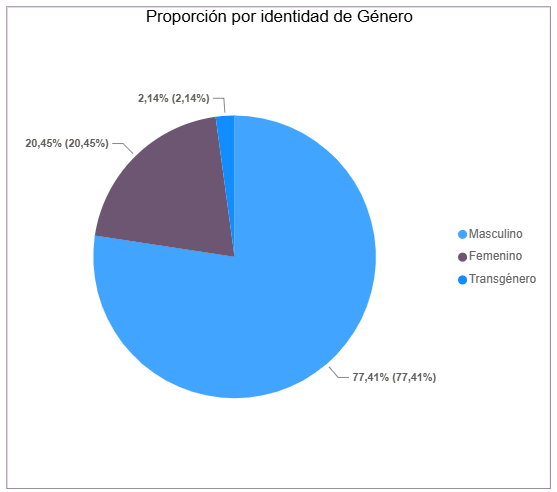 Proporción por identidad de Género
2,14% (2,14%)
20,45% (20,45%)
77,41% (77,41%)
Masculino
Femenino
Transgénero